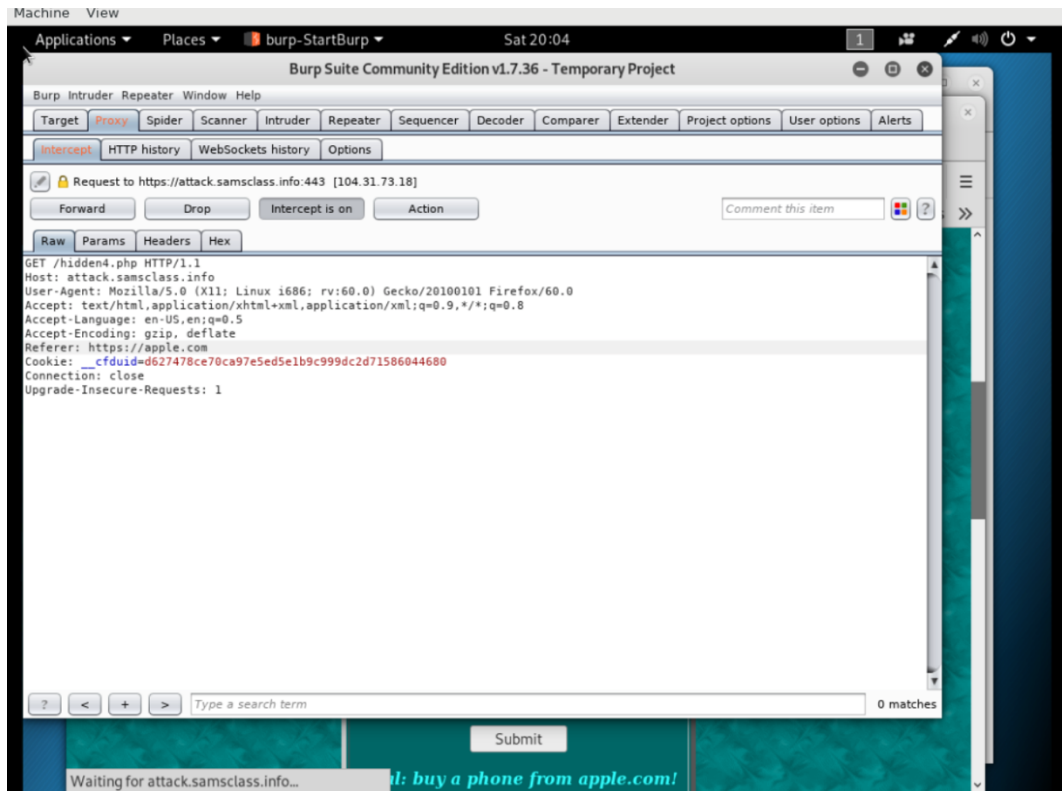 Machine View
Applications Places burp-StartBurp Sat 20:04 1
Burp Suite Community Edition v1.7.36 - Temporary Project
Burp Intruder Repeater Window Help
Target Proxy Spider Scanner Intruder Repeater Sequencer Decoder Comparer Extender Project options User options Alerts
Intercept HTTP history WebSockets history Options
Request to https://attack.samsclass.info:443 [104.31.73.18]
Forward Drop Intercept is on Action Comment this item ?
Raw Params Headers Hex
GET /hidden4.php HTTP/1.1
Host: attack.samsclass.info
User-Agent: Mozilla/5.0 (X11; Linux i686; rv:60.0) Gecko/20100101 Firefox/60.0
Accept: text/html,application/xhtml+xml,application/xml;q=0.9,*/*;q=0.8
Accept-Language: en-US,en;q=0.5
Accept-Encoding: gzip, deflate
Referer: https://apple.com
Cookie: __cfduid=d627478ce70ca97e5ed5e1b9c999dc2d71586044680
Connection: close
Upgrade-Insecure-Requests: 1
? < + > Type a search term 0 matches
Submit
Waiting for attack.samsclass.info... l: buy a phone from apple.com!